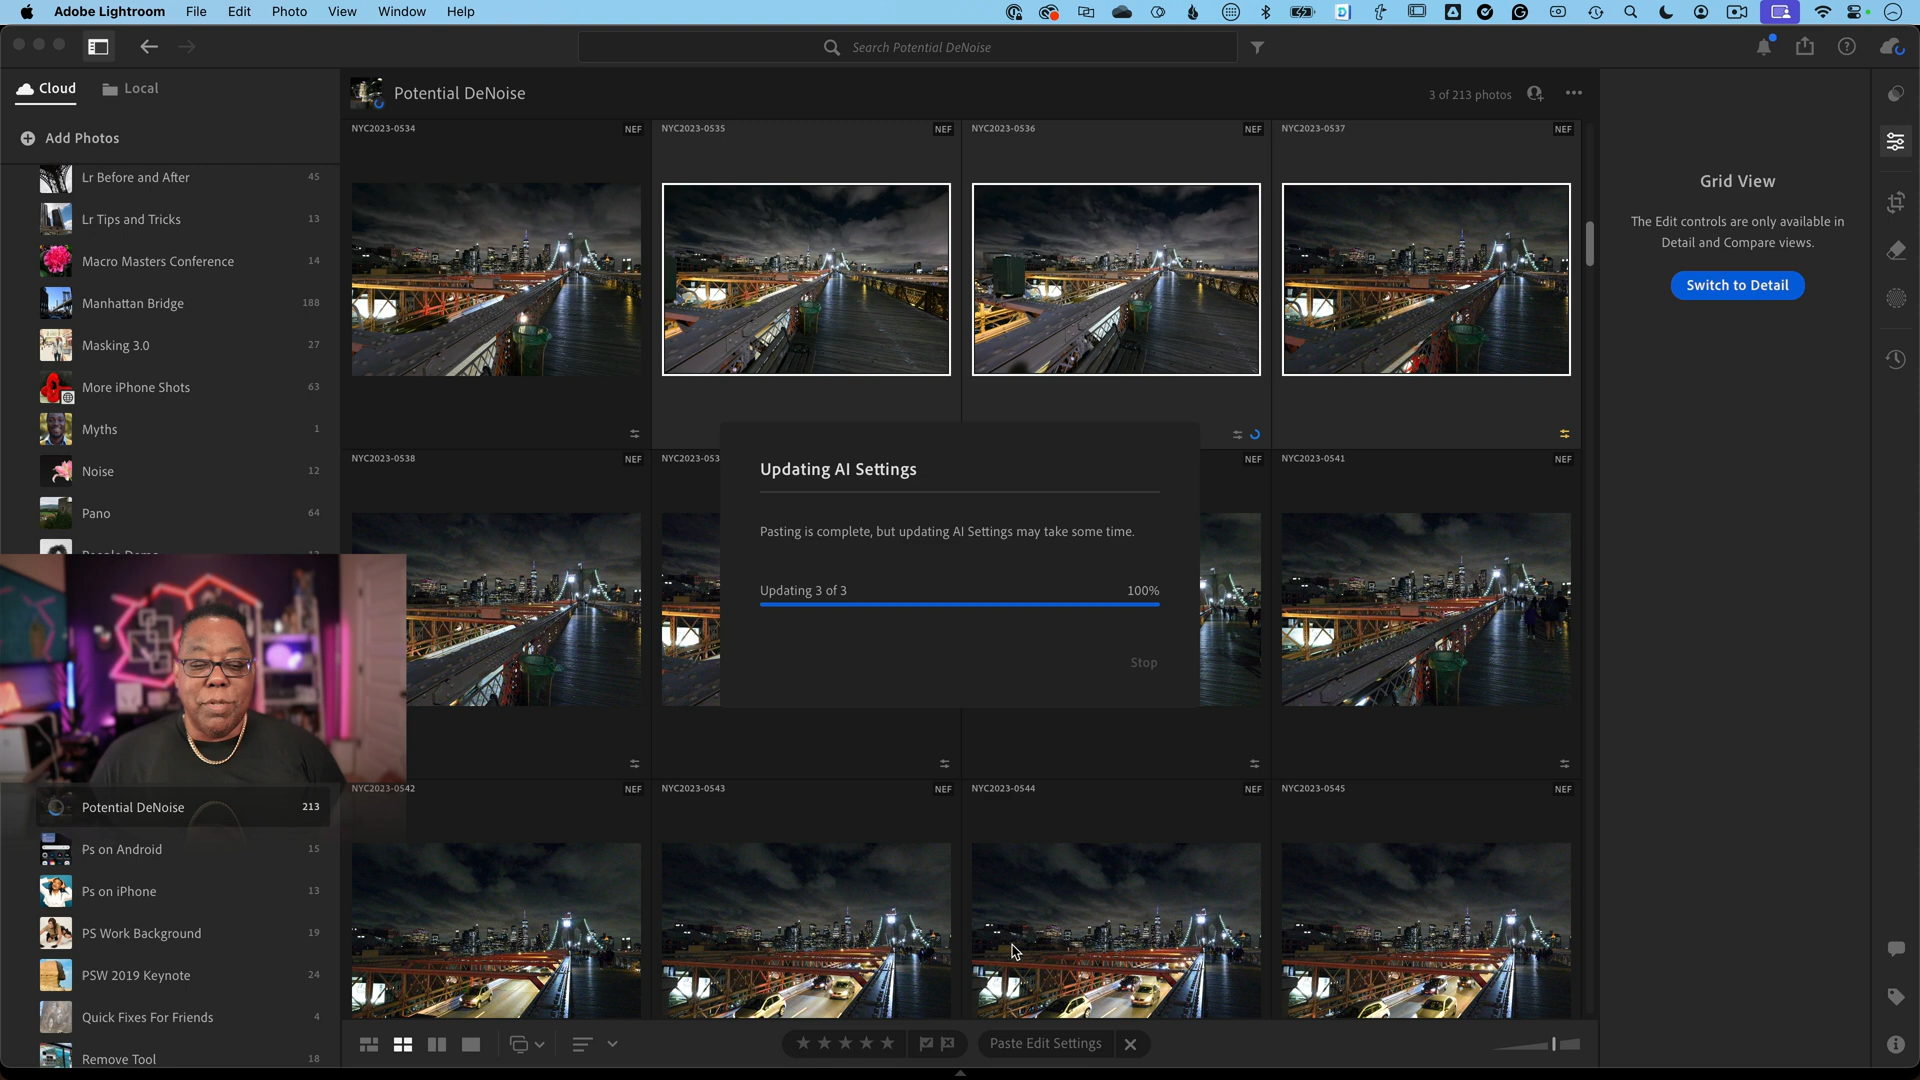 Adobe Lightroom File Edit Photo View Window Help
Search Potential DeNoise
Cloud Local
Potential DeNoise
3 of 213 photos
Add Photos
Lr Before and After 45
Lr Tips and Tricks 13
Macro Masters Conference 14
Manhattan Bridge 188
Masking 3.0 27
More iPhone Shots 63
Myths 1
Noise 12
Pano 64
Potential DeNoise 213
Ps on Android 15
Ps on iPhone 13
PS Work Background 19
PSW 2019 Keynote 24
Quick Fixes For Friends 4
Remove Tool 18
NYC2023-0534 NEF
NYC2023-0535 NEF
NYC2023-0536 NEF
NYC2023-0537 NEF
NYC2023-0538 NEF
NYC2023-053
NEF
NYC2023-0541 NEF
NYC2023-0542 NEF
NYC2023-0543 NEF
NYC2023-0544 NEF
NYC2023-0545 NEF
Updating AI Settings
Pasting is complete, but updating AI Settings may take some time.
Updating 3 of 3 100%
Stop
Paste Edit Settings
Grid View
The Edit controls are only available in
Detail and Compare views.
Switch to Detail